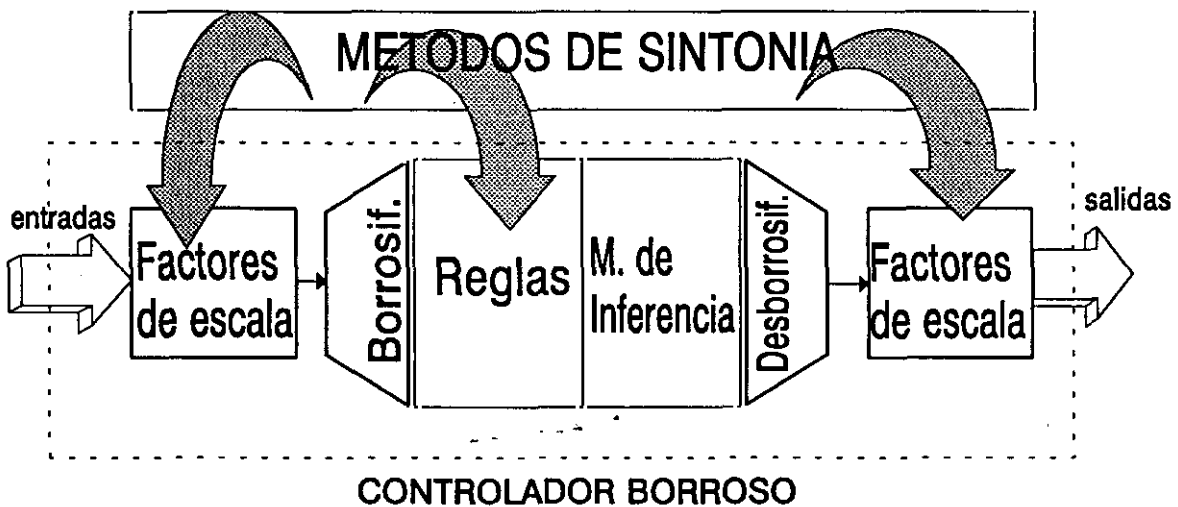 METODOS DE SINTONIA
entradas
Factores
de escala
Borrosif.
Reglas
M. de
Inferencia
Desborrosif.
Factores
de escala
salidas
CONTROLADOR BORROSO